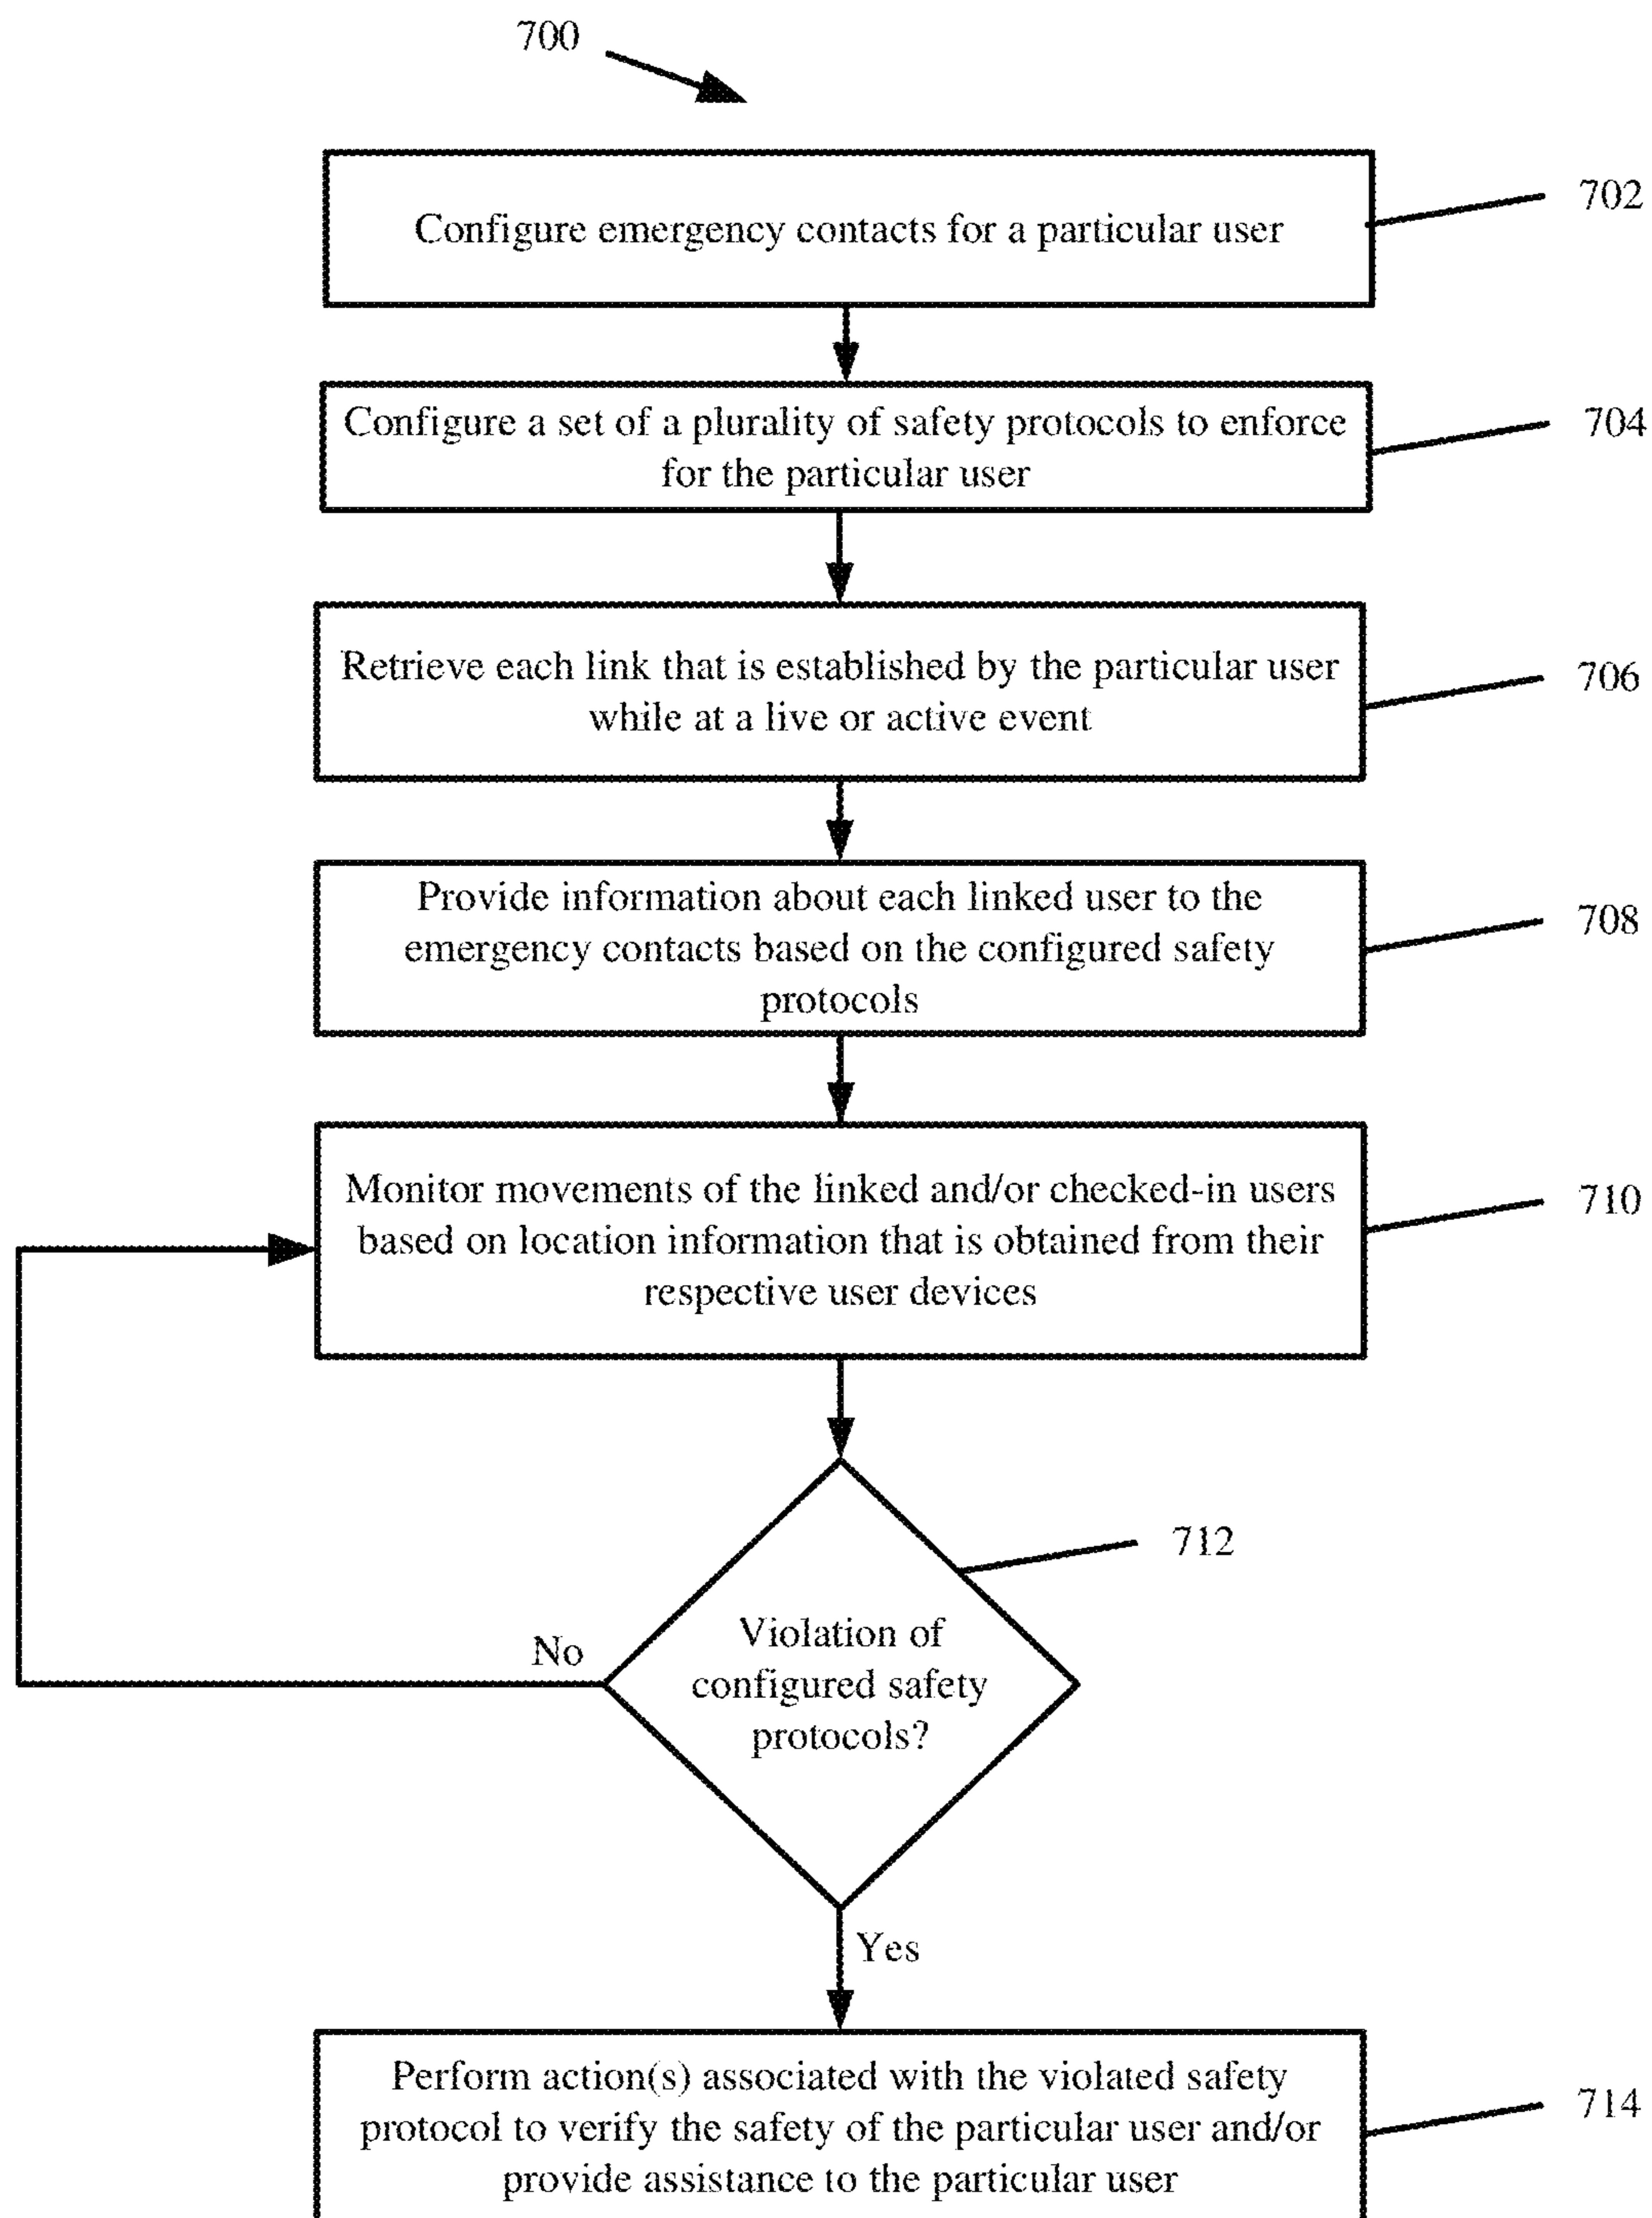 700
Configure emergency contacts for a particular user
702
Configure a set of a plurality of safety protocols to enforce
for the particular user
704
Retrieve each link that is established by the particular user
while at a live or active event
706
Provide information about each linked user to the
emergency contacts based on the configured safety
protocols
708
Monitor movements of the linked and/or checked-in users
based on location information that is obtained from their
respective user devices
710
712
Violation of
configured safety
protocols?
No
Yes
Perform action(s) associated with the violated safety
protocol to verify the safety of the particular user and/or
provide assistance to the particular user
714